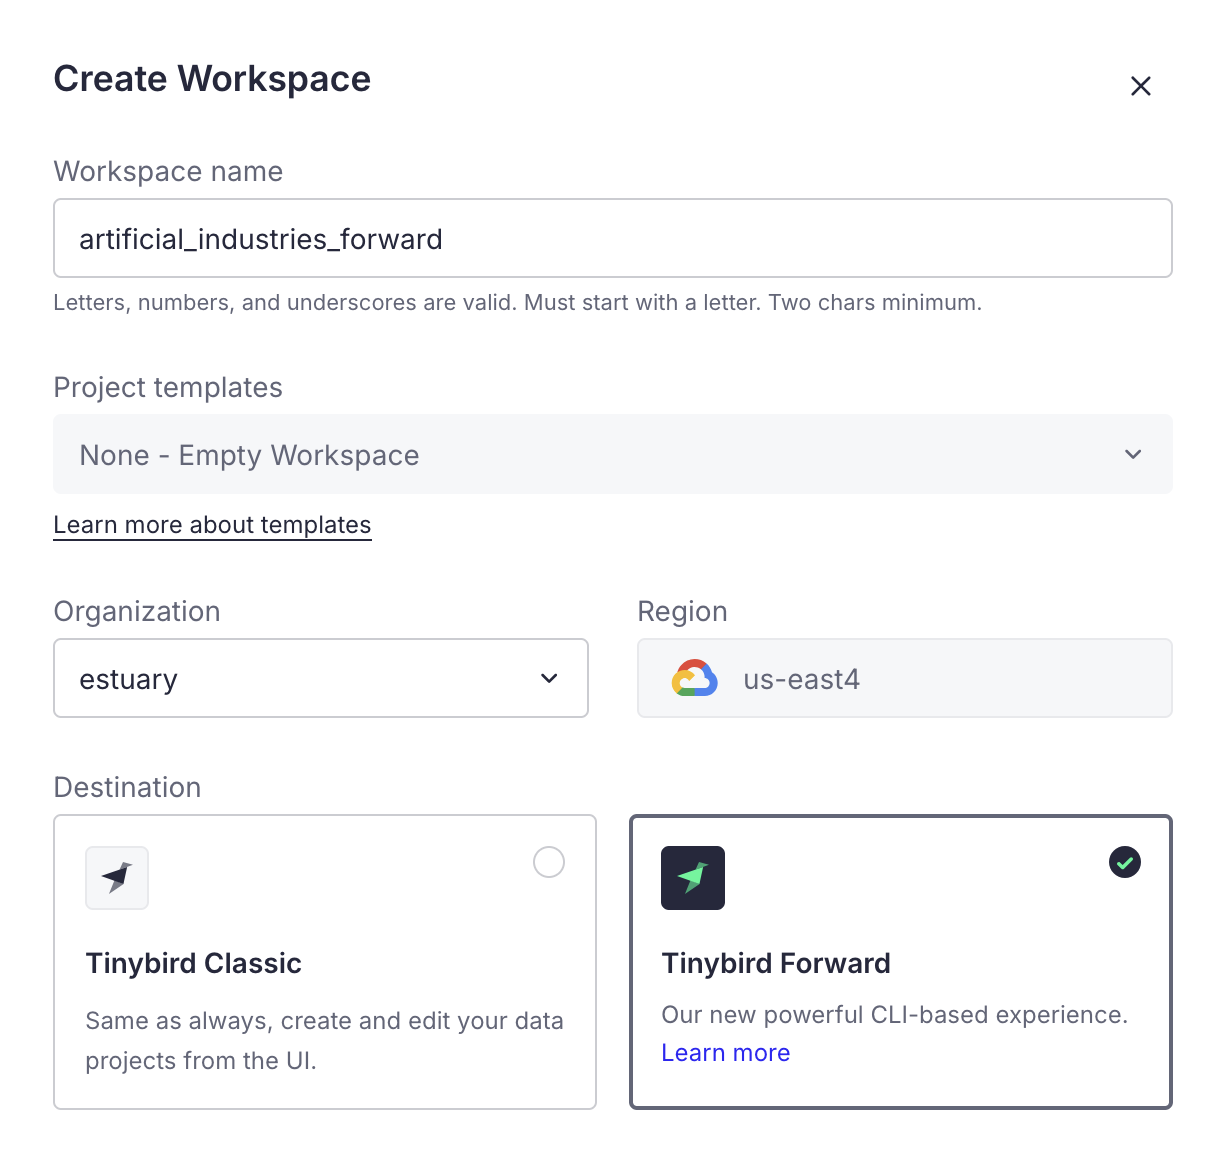 Create Workspace
Workspace name
artificial_industries_forward
Letters, numbers, and underscores are valid. Must start with a letter. Two chars minimum.
Project templates
None - Empty Workspace
Learn more about templates
Organization
Region
estuary
us-east4
Destination
Tinybird Classic
Same as always, create and edit your data
projects from the UI.
Tinybird Forward
Our new powerful CLI-based experience.
Learn more